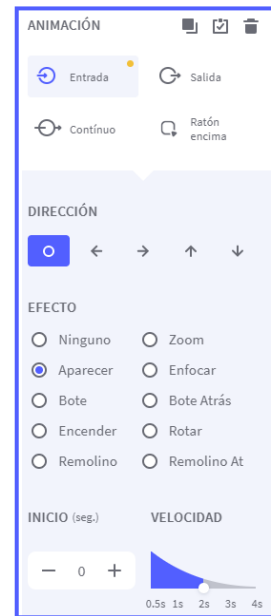 ANIMACIÓN
Entrada
Salida
Contínuo
Ratón
encima
DIRECCIÓN
EFECTO
Ninguno
Zoom
Aparecer
Enfocar
Bote
Bote Atrás
Encender
Rotar
Remolino
Remolino At
INICIO (seg.)
VELOCIDAD
− 0 +
0.5s 1s 2s 3s 4s